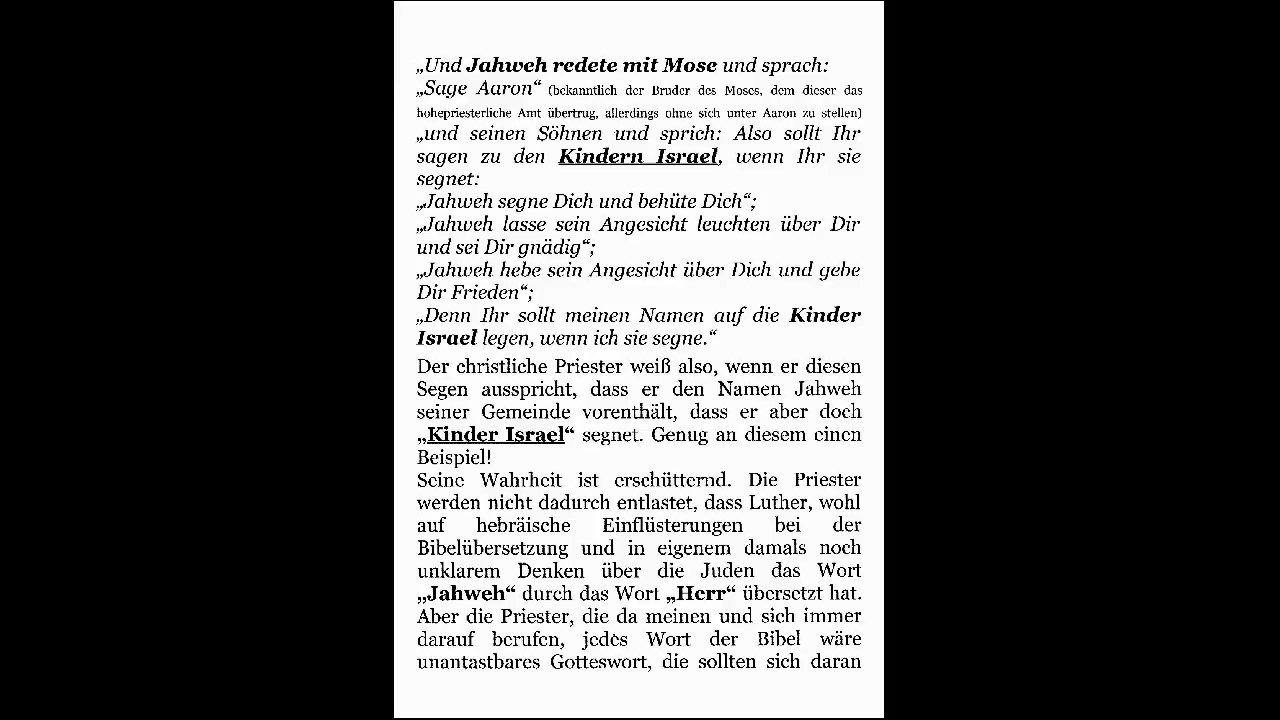 „Und Jahweh redete mit Mose und sprach:
„Sage Aaron“ (bekanntlich der Bruder des Moses, dem dieser das
hohepriesterliche Amt übertrug, allerdings ohne sich unter Aaron zu stellen)
„und seinen Söhnen und sprich: Also sollt Ihr
sagen zu den Kindern Israel, wenn Ihr sie
segnet:
„Jahweh segne Dich und behüte Dich“;
„Jahweh lasse sein Angesicht leuchten über Dir
und sei Dir gnädig“;
„Jahweh hebe sein Angesicht über Dich und gebe
Dir Frieden“;
„Denn Ihr sollt meinen Namen auf die Kinder
Israel legen, wenn ich sie segne.“
Der christliche Priester weiß also, wenn er diesen
Segen ausspricht, dass er den Namen Jahweh
seiner Gemeinde vorenthält, dass er aber doch
„Kinder Israel“ segnet. Genug an diesem einen
Beispiel!
Seine Wahrheit ist erschütternd. Die Priester
werden nicht dadurch entlastet, dass Luther, wohl
auf hebräische Einflüsterungen bei der
Bibelübersetzung und in eigenem damals noch
unklarem Denken über die Juden das Wort
„Jahweh“ durch das Wort „Herr“ übersetzt hat.
Aber die Priester, die da meinen und sich immer
darauf berufen, jedes Wort der Bibel wäre
unantastbares Gotteswort, die sollten sich daran